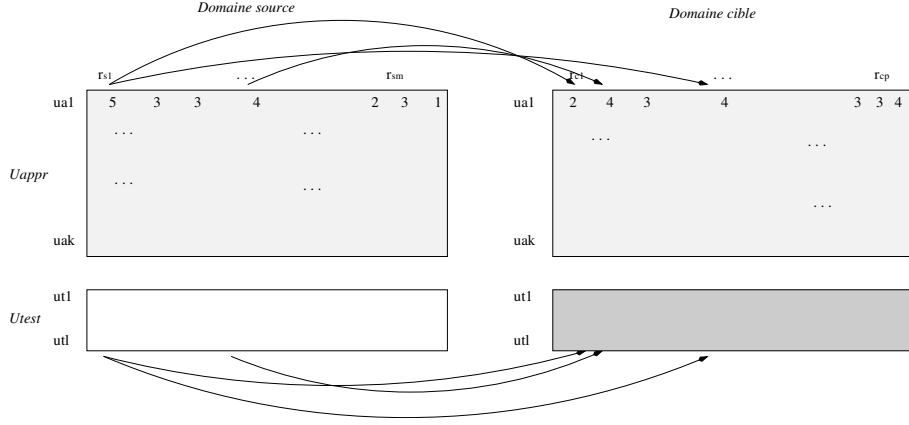 Domaine source Domaine cible
rs1 . . . rsm rc1 . . . rcp
ua1 5 3 3 4 2 3 1 ua1 2 4 3 4 3 3 4
. . . . . . . . . . . .
Uappr . . . . . . . . .
uak uak
ut1 ut1
Utest
utl utl